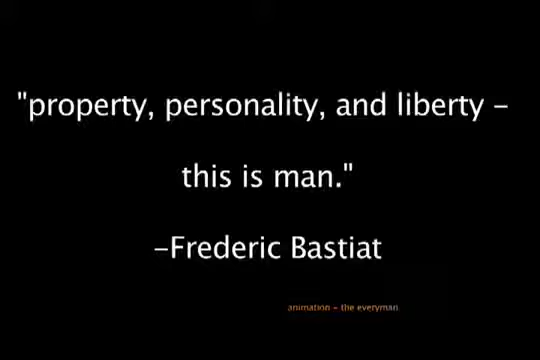 "property, personality, and liberty –
this is man."
–Frederic Bastiat
animation – the everyman